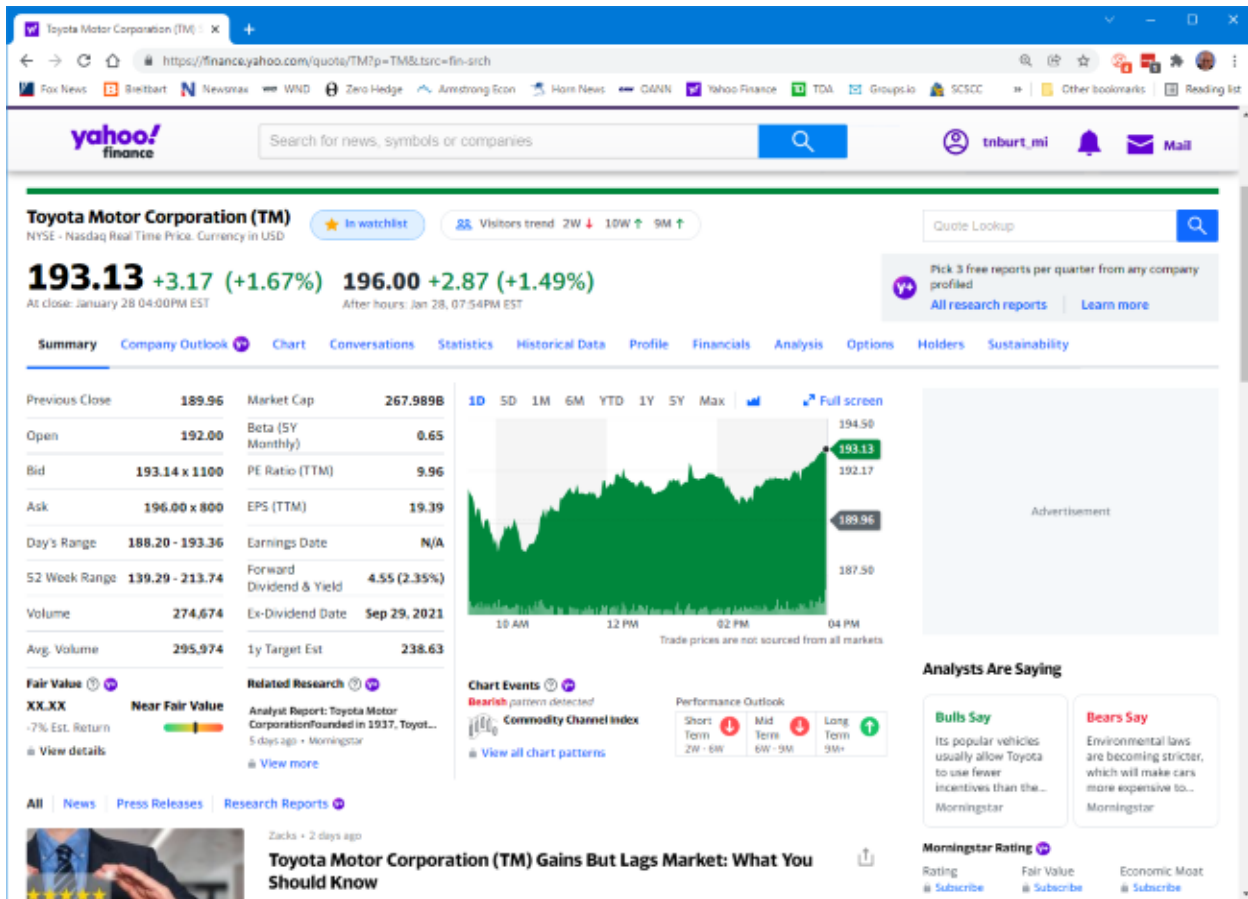 Toyota Motor Corporation (TM)
https://finance.yahoo.com/quote/TM?p=TM&.tsrc=fin-srch
Fox News Breitbart Newsmax WND Zero Hedge Armstrong Econ Horn News OANN Yahoo Finance TDA Groups.io SCSCC » Other bookmarks Reading list
yahoo! finance
Search for news, symbols or companies
tnburt_mi
Mail
Toyota Motor Corporation (TM)
In watchlist
Visitors trend 2W ↓ 10W ↑ 9M ↑
Quote Lookup
NYSE - Nasdaq Real Time Price. Currency in USD
193.13 +3.17 (+1.67%)
196.00 +2.87 (+1.49%)
At close: January 28 04:00PM EST
After hours: Jan 28, 07:54PM EST
Y+
Pick 3 free reports per quarter from any company
profiled
All research reports Learn more
Summary Company Outlook Y+ Chart Conversations Statistics Historical Data Profile Financials Analysis Options Holders Sustainability
Previous Close 189.96
Open 192.00
Bid 193.14 x 1100
Ask 196.00 x 800
Day's Range 188.20 - 193.36
52 Week Range 139.29 - 213.74
Volume 274,674
Avg. Volume 295,974
Market Cap 267.989B
Beta (5Y
Monthly) 0.65
PE Ratio (TTM) 9.96
EPS (TTM) 19.39
Earnings Date N/A
Forward
Dividend & Yield 4.55 (2.35%)
Ex-Dividend Date Sep 29, 2021
1y Target Est 238.63
1D 5D 1M 6M YTD 1Y 5Y Max Full screen
194.50
193.13
192.17
189.96
187.50
10 AM 12 PM 02 PM 04 PM
Trade prices are not sourced from all markets
Advertisement
Fair Value
XX.XX Near Fair Value
-7% Est. Return
View details
Related Research
Analyst Report: Toyota Motor
CorporationFounded in 1937, Toyot...
5 days ago • Morningstar
View more
Chart Events
Bearish pattern detected
Commodity Channel Index
View all chart patterns
Performance Outlook
Short
Term
2W - 6W
Mid
Term
6W - 9M
Long
Term
9M+
Analysts Are Saying
Bulls Say
Its popular vehicles
usually allow Toyota
to use fewer
incentives than the...
Morningstar
Bears Say
Environmental laws
are becoming stricter,
which will make cars
more expensive to...
Morningstar
All News Press Releases Research Reports
Zacks • 2 days ago
Toyota Motor Corporation (TM) Gains But Lags Market: What You
Should Know
Morningstar Rating
Rating Fair Value Economic Moat
Subscribe Subscribe Subscribe